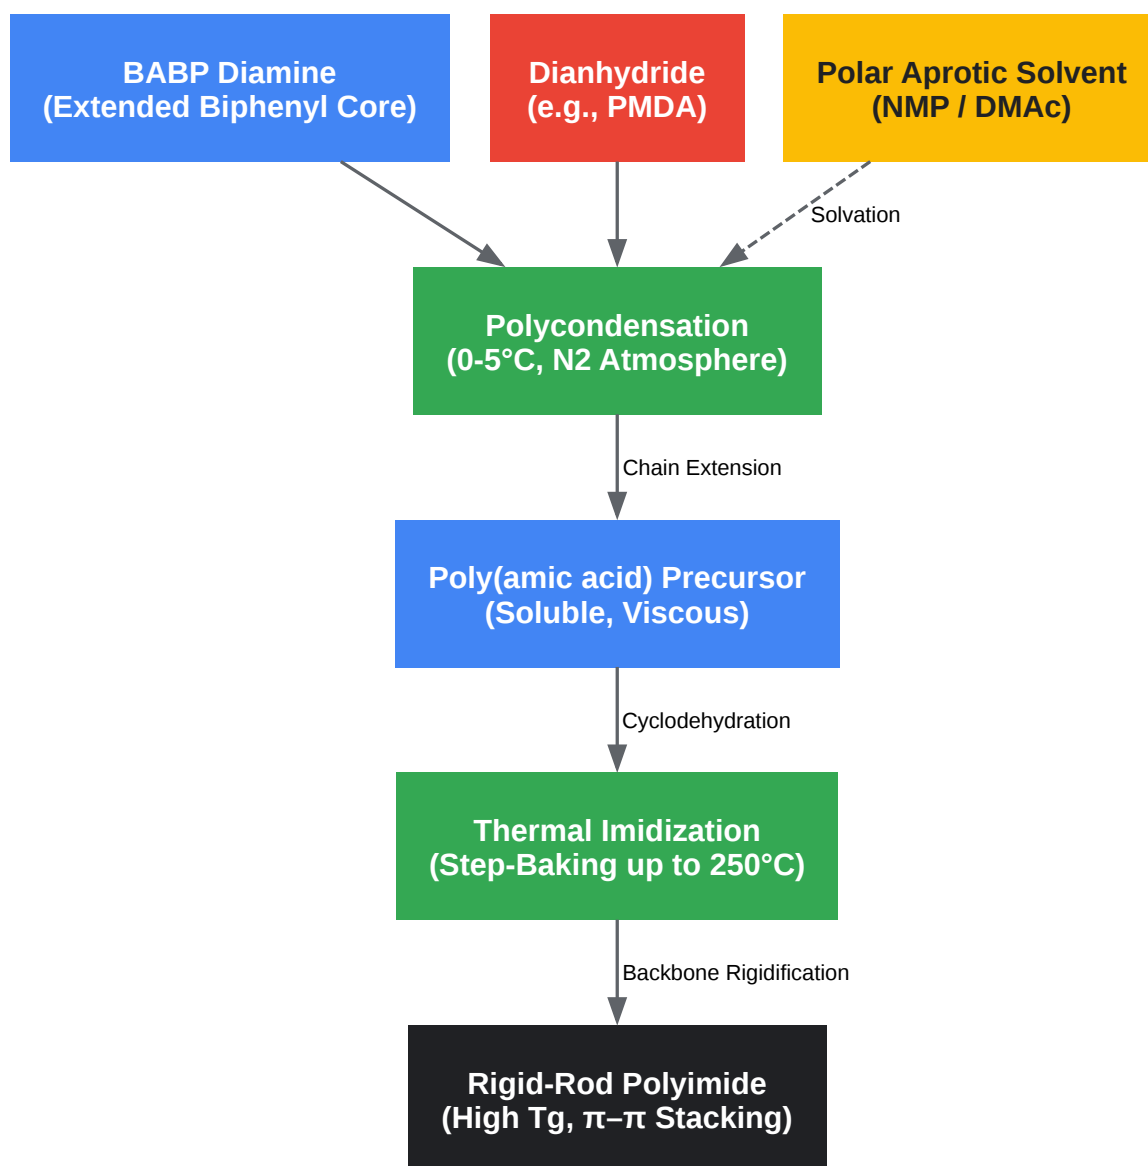 BABP Diamine
(Extended Biphenyl Core)
Dianhydride
(e.g., PMDA)
Polar Aprotic Solvent
(NMP / DMAc)
Solvation
Polycondensation
(0-5°C, N2 Atmosphere)
Chain Extension
Poly(amic acid) Precursor
(Soluble, Viscous)
Cyclodehydration
Thermal Imidization
(Step-Baking up to 250°C)
Backbone Rigidification
Rigid-Rod Polyimide
(High Tg, π–π Stacking)